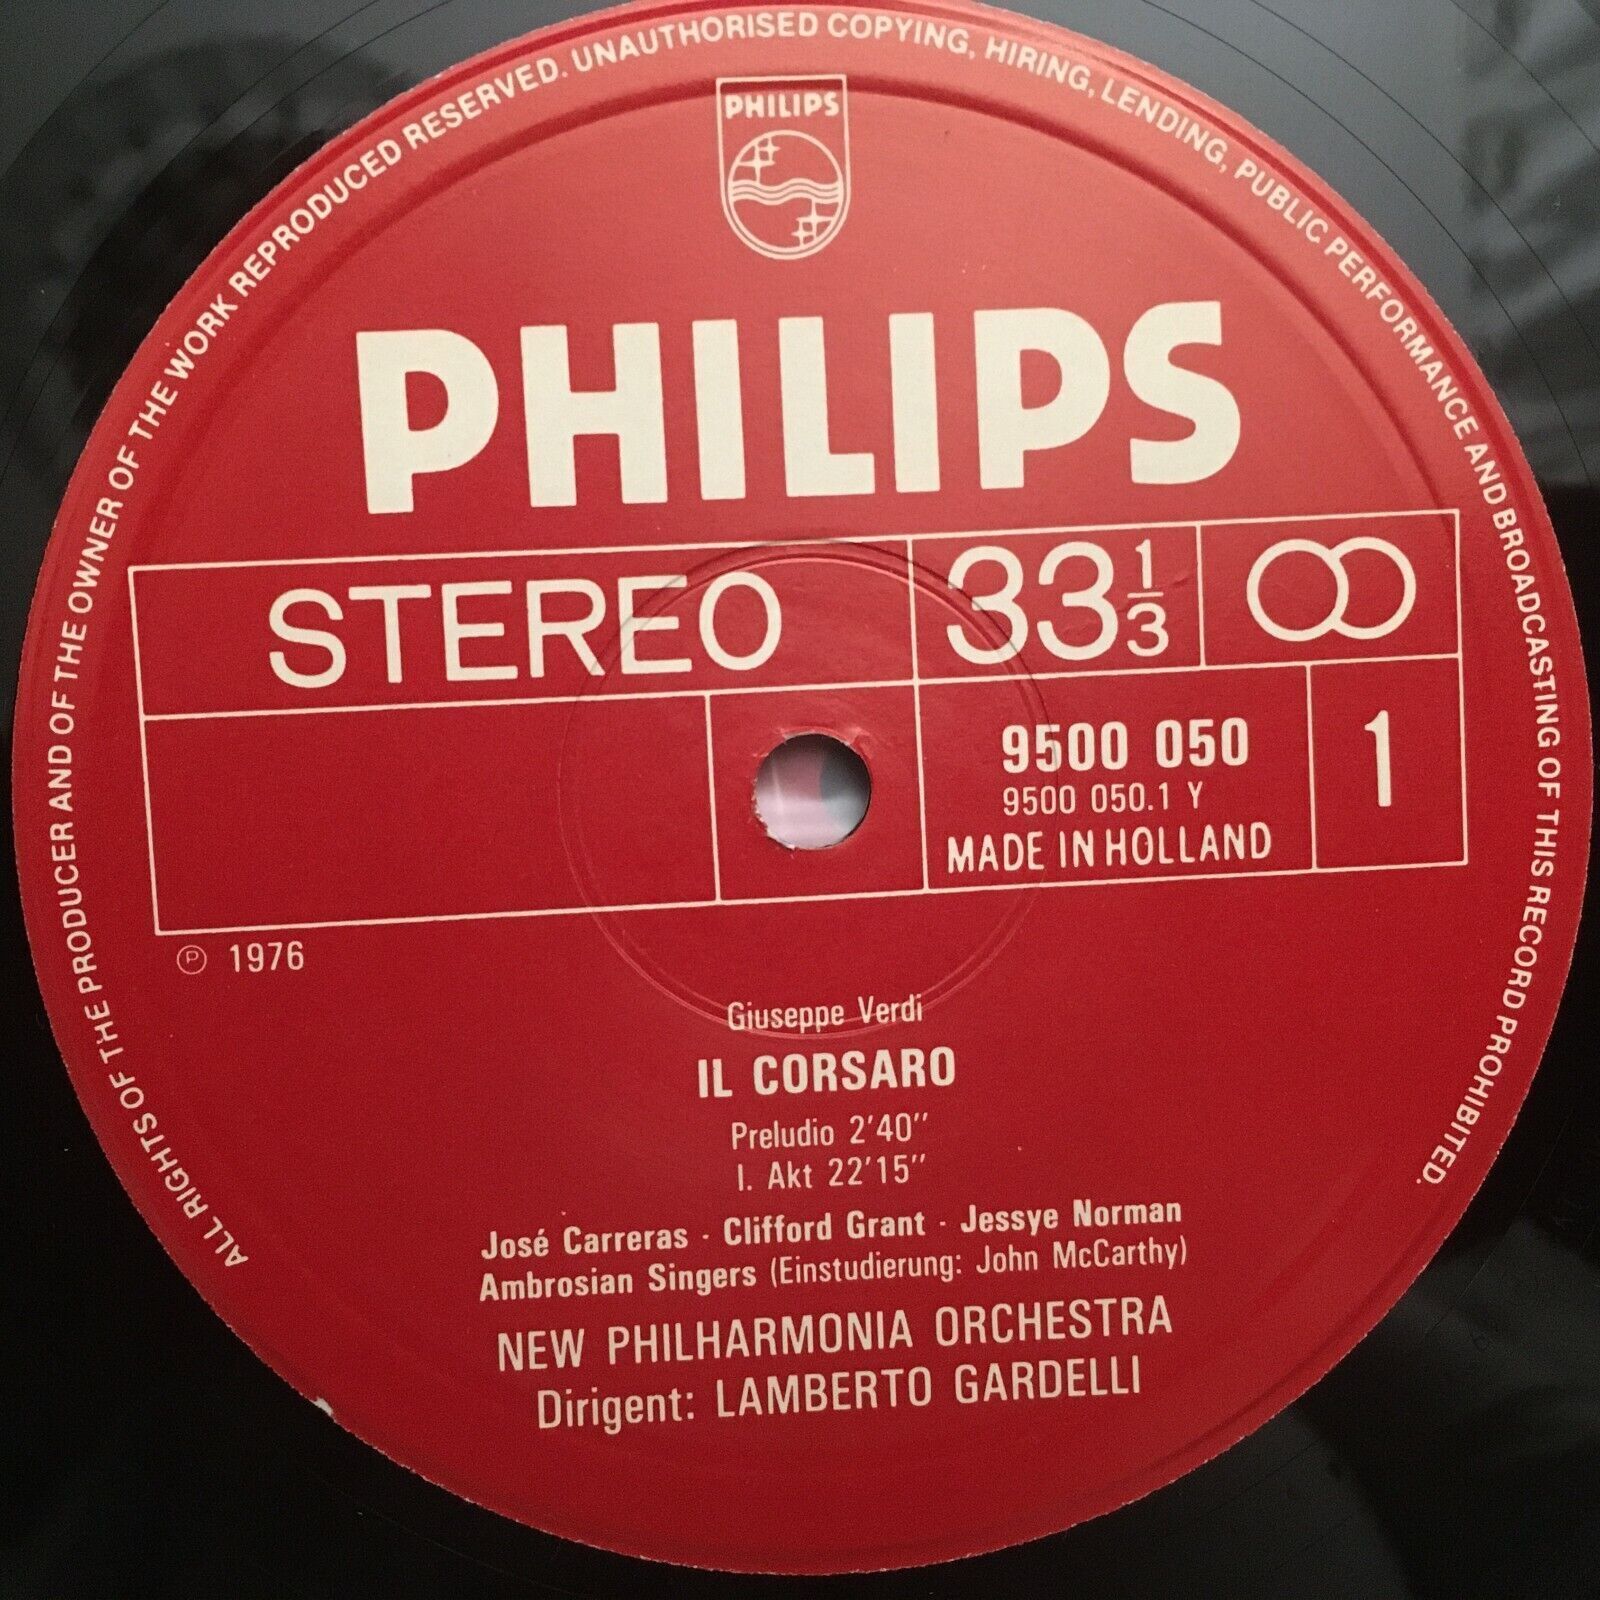 ALL RIGHTS OF THE PRODUCER AND OF THE OWNER OF THE WORK REPRODUCED RESERVED. UNAUTHORISED COPYING, HIRING, LENDING, PUBLIC PERFORMANCE AND BROADCASTING OF THIS RECORD PROHIBITED.
PHILIPS
PHILIPS
STEREO
33 1/3
9500 050
9500 050.1 Y
MADE IN HOLLAND
1
℗ 1976
Giuseppe Verdi
IL CORSARO
Preludio 2'40''
I. Akt 22'15''
José Carreras · Clifford Grant · Jessye Norman
Ambrosian Singers (Einstudierung: John McCarthy)
NEW PHILHARMONIA ORCHESTRA
Dirigent: LAMBERTO GARDELLI